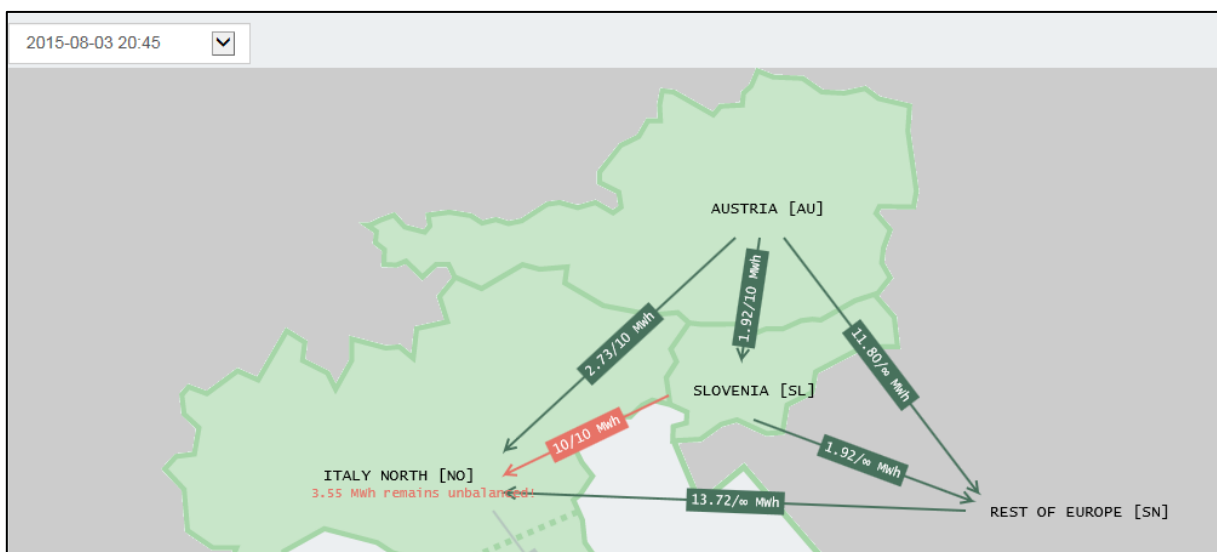 2015-08-03 20:45
AUSTRIA [AU]
1.92/10 MWh
2.73/10 MWh
11.80/∞ MWh
SLOVENIA [SL]
10/10 MWh
1.92/∞ MWh
ITALY NORTH [NO]
3.55 MWh remains unbalanced!
13.72/∞ MWh
REST OF EUROPE [SN]